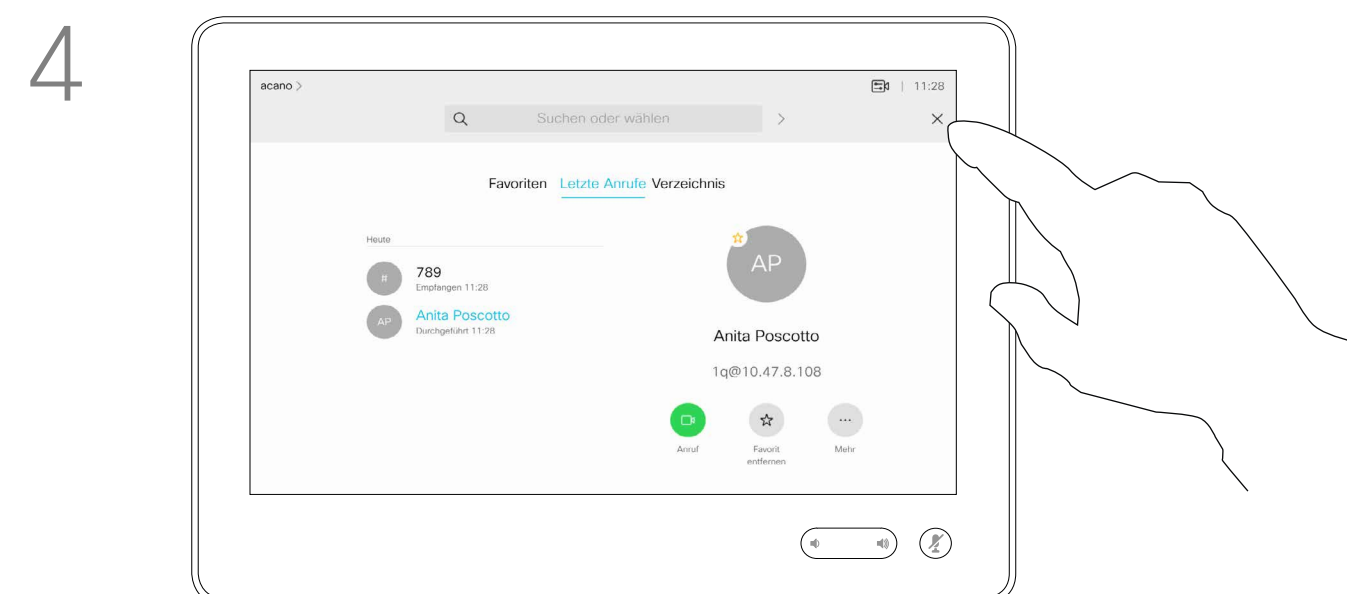 4
acano >
11:28
Suchen oder wählen >
Favoriten Letzte Anrufe Verzeichnis
Heute
#
789
Empfangen 11:28
AP
Anita Poscotto
Durchgeführt 11:28
AP
Anita Poscotto
1q@10.47.8.108
Anruf
Favorit
entfernen
Mehr